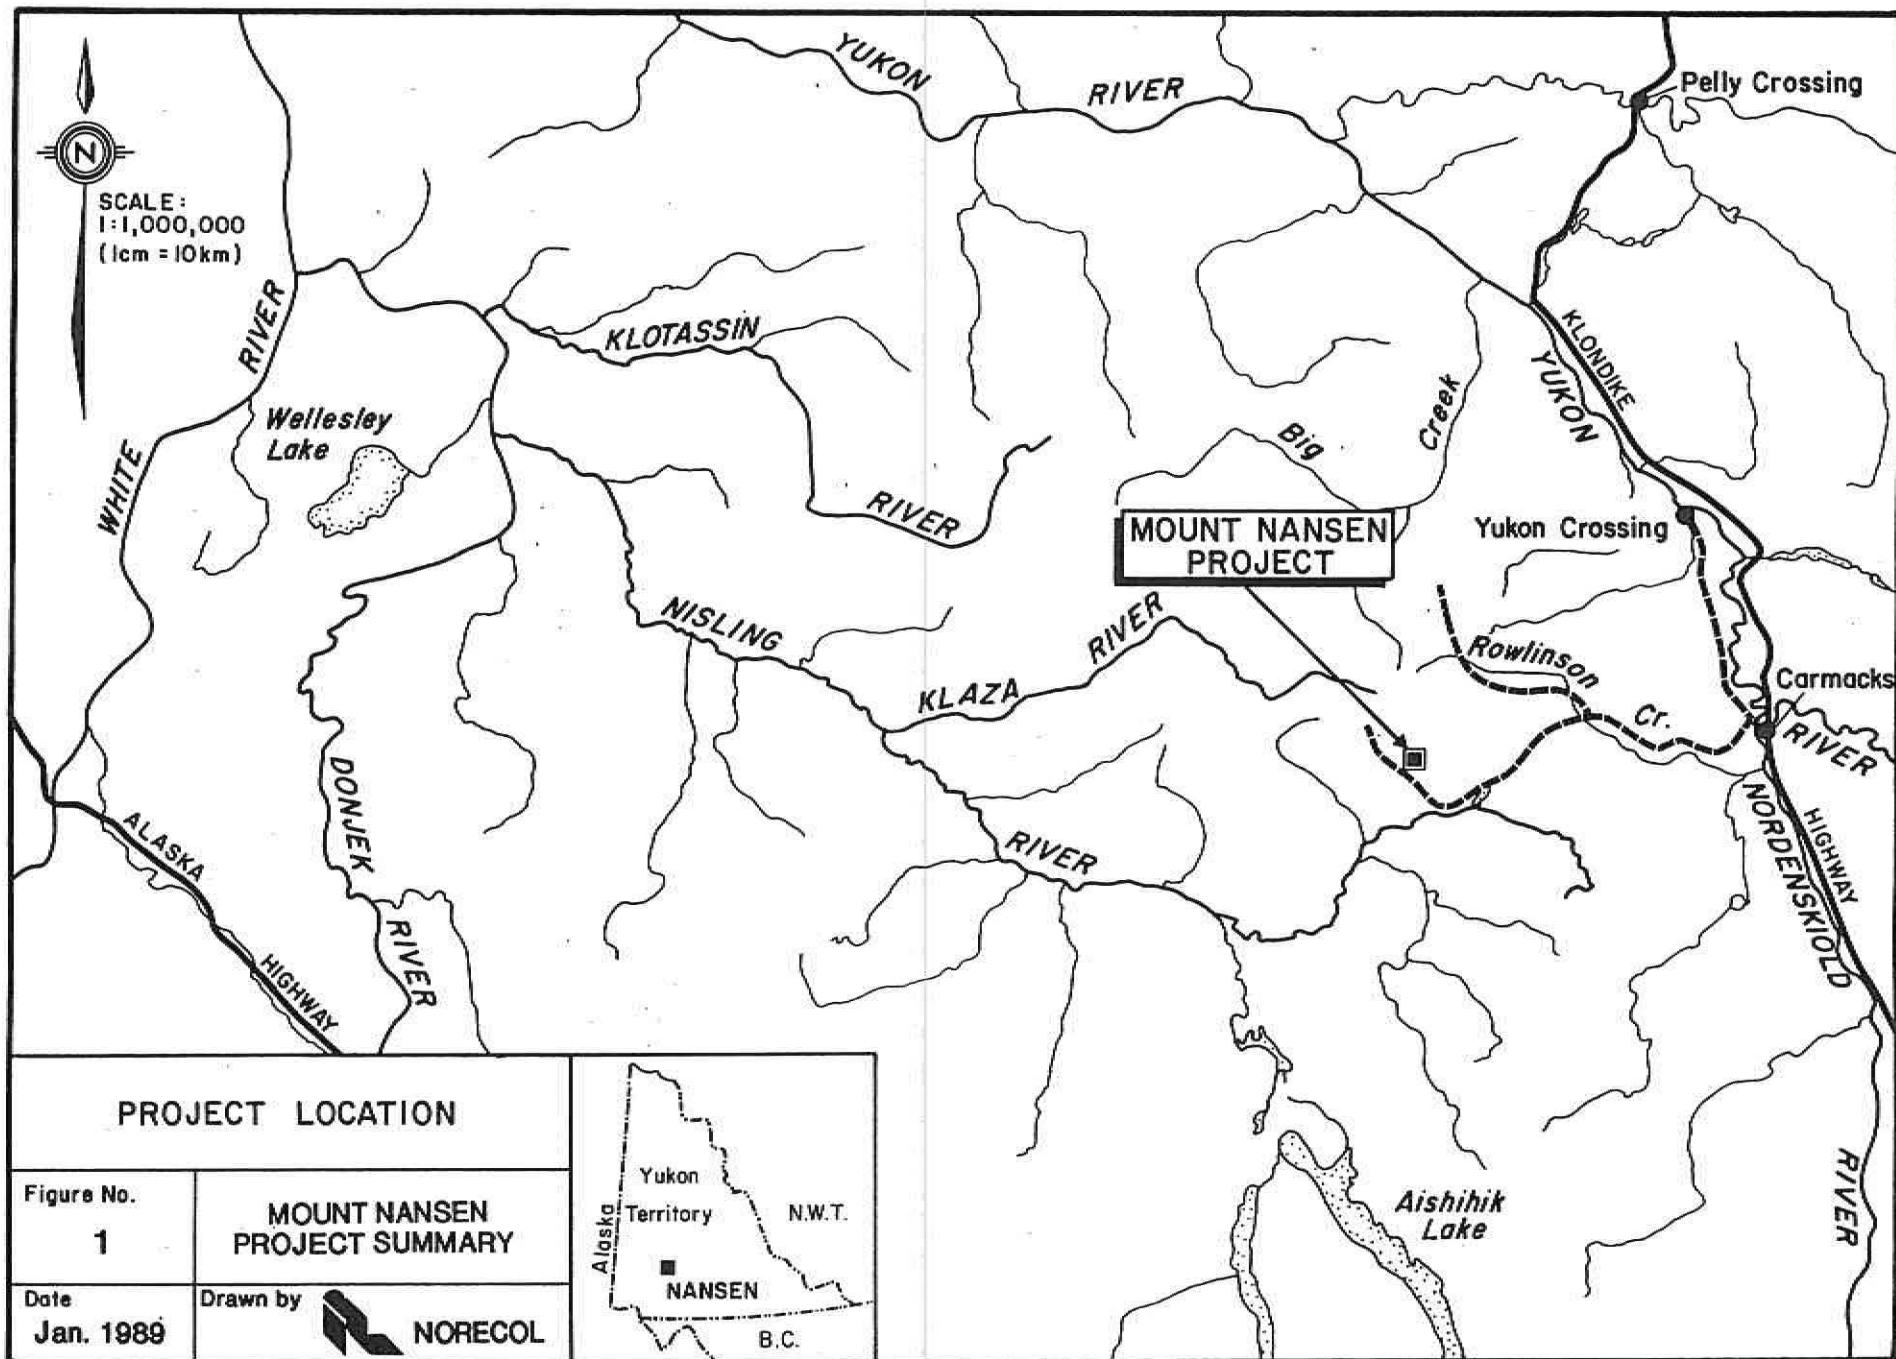 YUKON RIVER
Pelly Crossing
N
SCALE:
1:1,000,000
(1cm = 10km)
WHITE RIVER
KLOTASSIN RIVER
Wellesley
Lake
KLONDIKE HIGHWAY
YUKON RIVER
Big Creek
MOUNT NANSEN
PROJECT
Yukon Crossing
NISLING RIVER
KLAZA RIVER
Rowlinson Cr.
Carmacks
DONJEK RIVER
ALASKA HIGHWAY
NORDENSKIOLD RIVER
Aishihik
Lake
PROJECT LOCATION
Figure No.
1
MOUNT NANSEN
PROJECT SUMMARY
Date
Jan. 1989
Drawn by
NORECOL
Yukon
Territory
N.W.T.
Alaska
NANSEN
B.C.